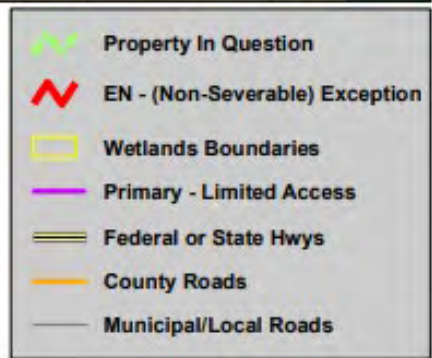 Property In Question
EN - (Non-Severable) Exception
Wetlands Boundaries
Primary - Limited Access
Federal or State Hwys
County Roads
Municipal/Local Roads